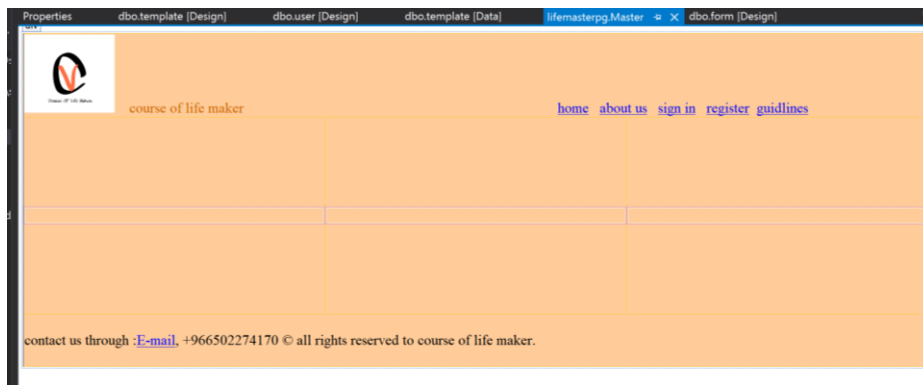 Properties dbo.template [Design] dbo.user [Design] dbo.template [Data] lifemasterpg.Master dbo.form [Design]
course of life maker home about us sign in register guidlines
contact us through :E-mail, +966502274170 © all rights reserved to course of life maker.